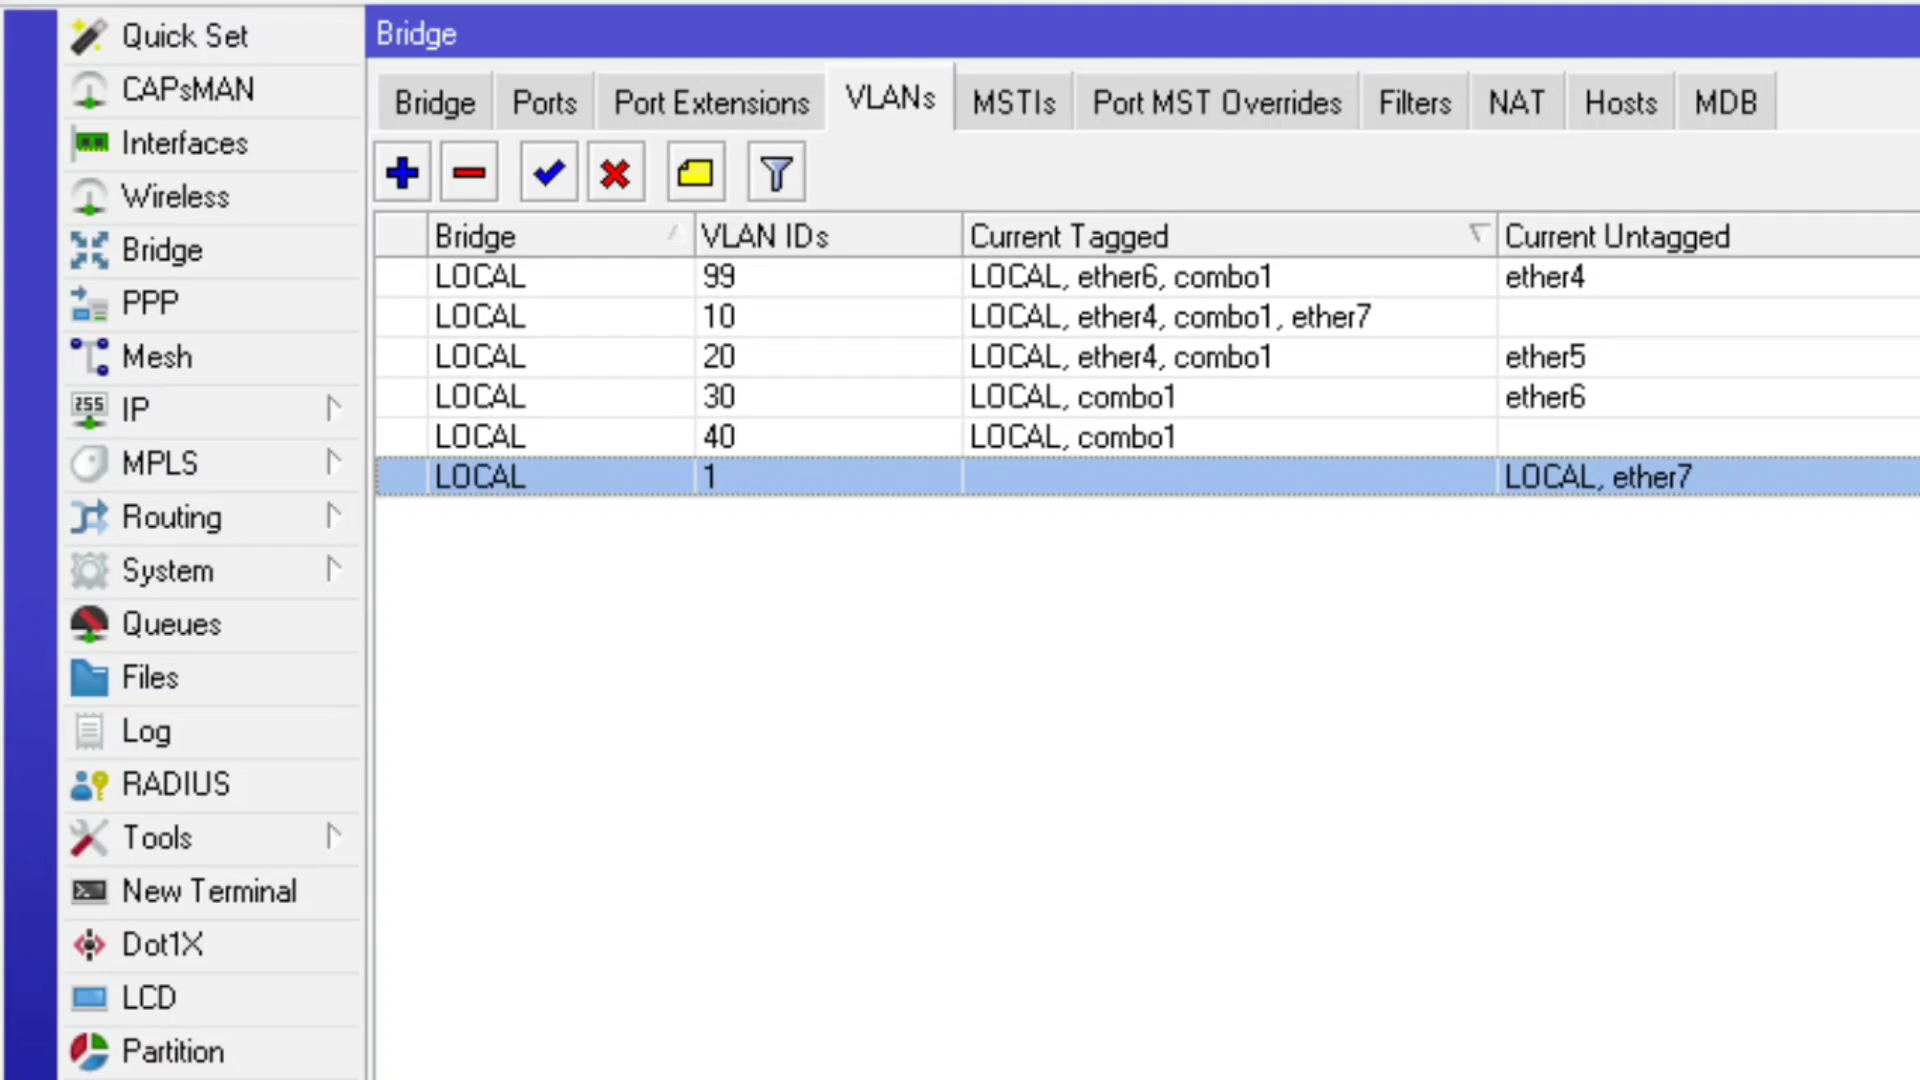 Quick Set
CAPsMAN
Interfaces
Wireless
Bridge
PPP
Mesh
255 IP
MPLS
Routing
System
Queues
Files
Log
RADIUS
Tools
New Terminal
Dot1X
LCD
Partition
Bridge
Bridge Ports Port Extensions VLANs MSTIs Port MST Overrides Filters NAT Hosts MDB
Bridge VLAN IDs Current Tagged Current Untagged
LOCAL 99 LOCAL, ether6, combo1 ether4
LOCAL 10 LOCAL, ether4, combo1, ether7
LOCAL 20 LOCAL, ether4, combo1 ether5
LOCAL 30 LOCAL, combo1 ether6
LOCAL 40 LOCAL, combo1
LOCAL 1 LOCAL, ether7